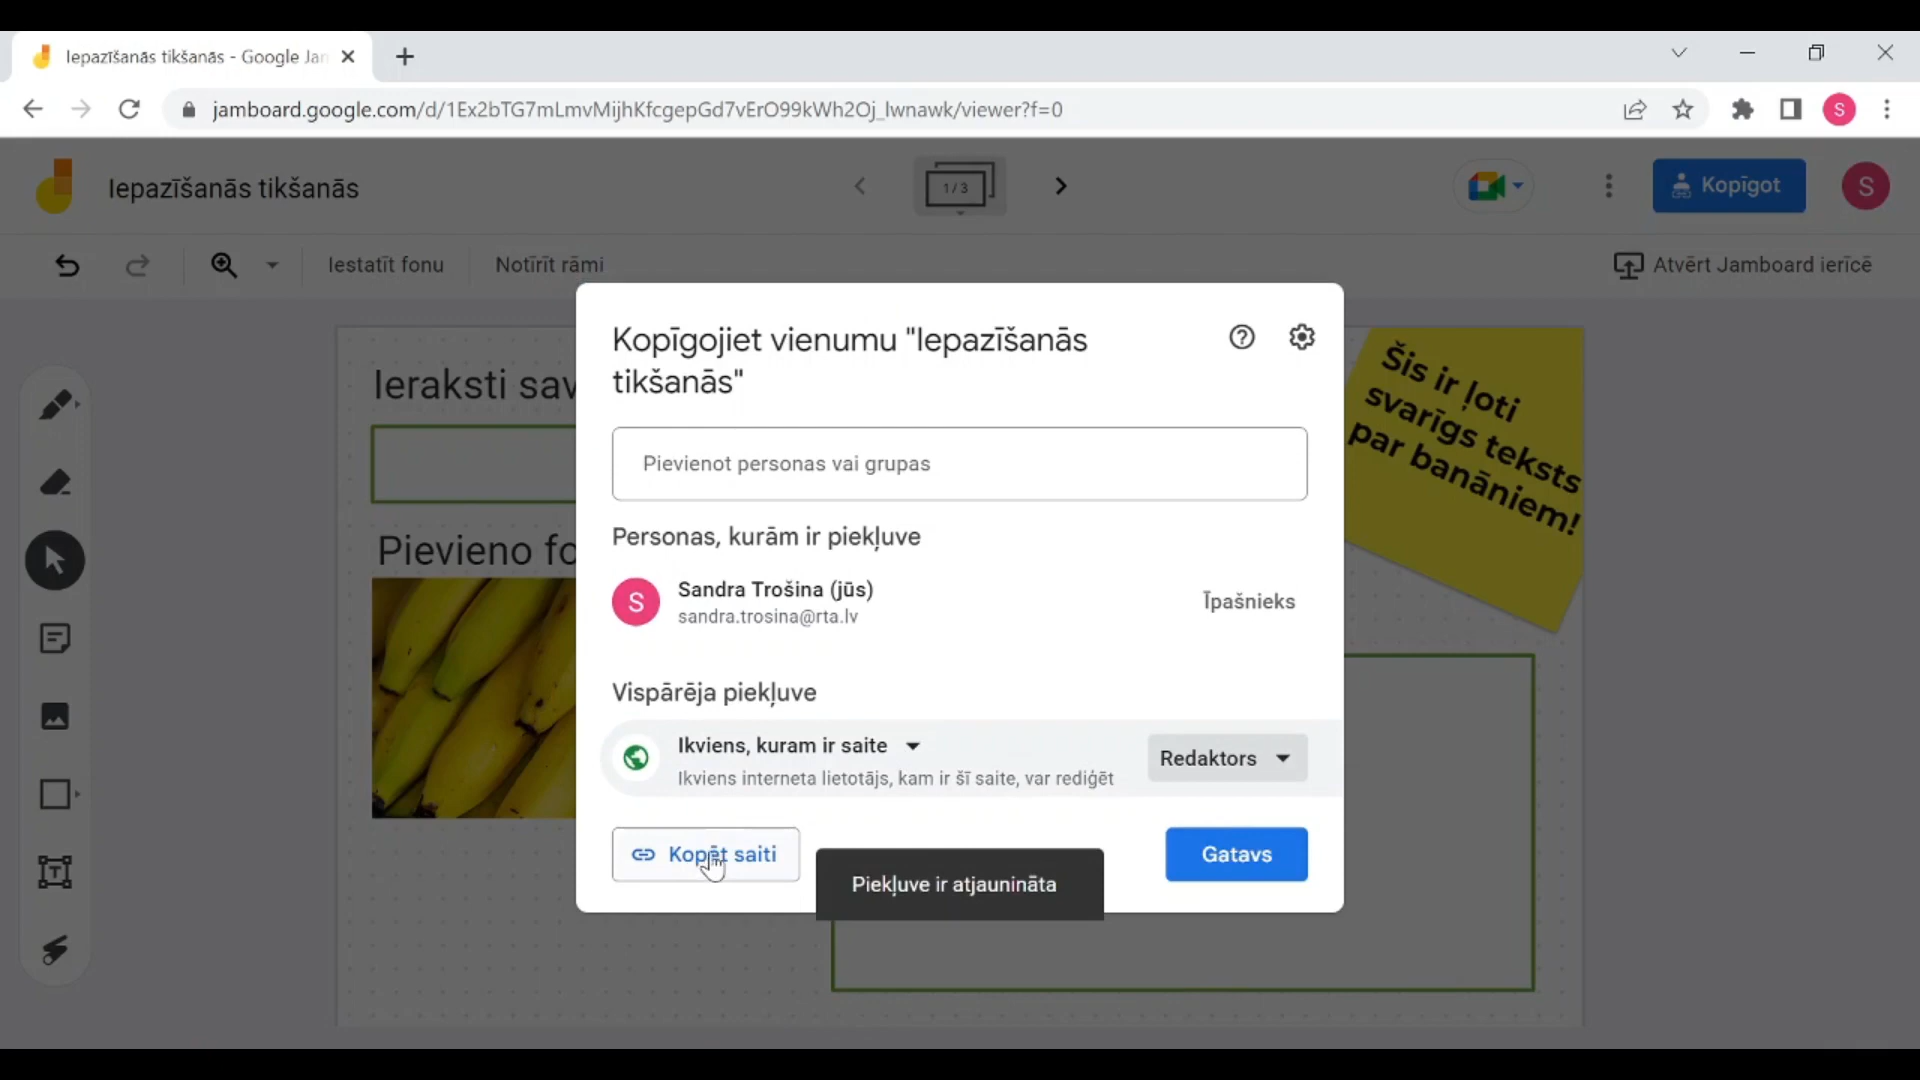 Iepazīšanās tikšanās - Google Jan
jamboard.google.com/d/1Ex2bTG7mLmvMijhKfcgepGd7vErO99kWh2Oj_lwnawk/viewer?f=0
S
Iepazīšanās tikšanās
1/3
Kopīgot
S
Iestatīt fonu
Notīrīt rāmi
Atvērt Jamboard ierīcē
Ieraksti sav
Pievieno fo
Šis ir ļoti
svarīgs teksts
par banāniem!
Kopīgojiet vienumu "Iepazīšanās
tikšanās"
Pievienot personas vai grupas
Personas, kurām ir piekļuve
S
Sandra Trošina (jūs)
sandra.trosina@rta.lv
Īpašnieks
Vispārēja piekļuve
Ikviens, kuram ir saite
Ikviens interneta lietotājs, kam ir šī saite, var rediģēt
Redaktors
Kopēt saiti
Piekļuve ir atjaunināta
Gatavs